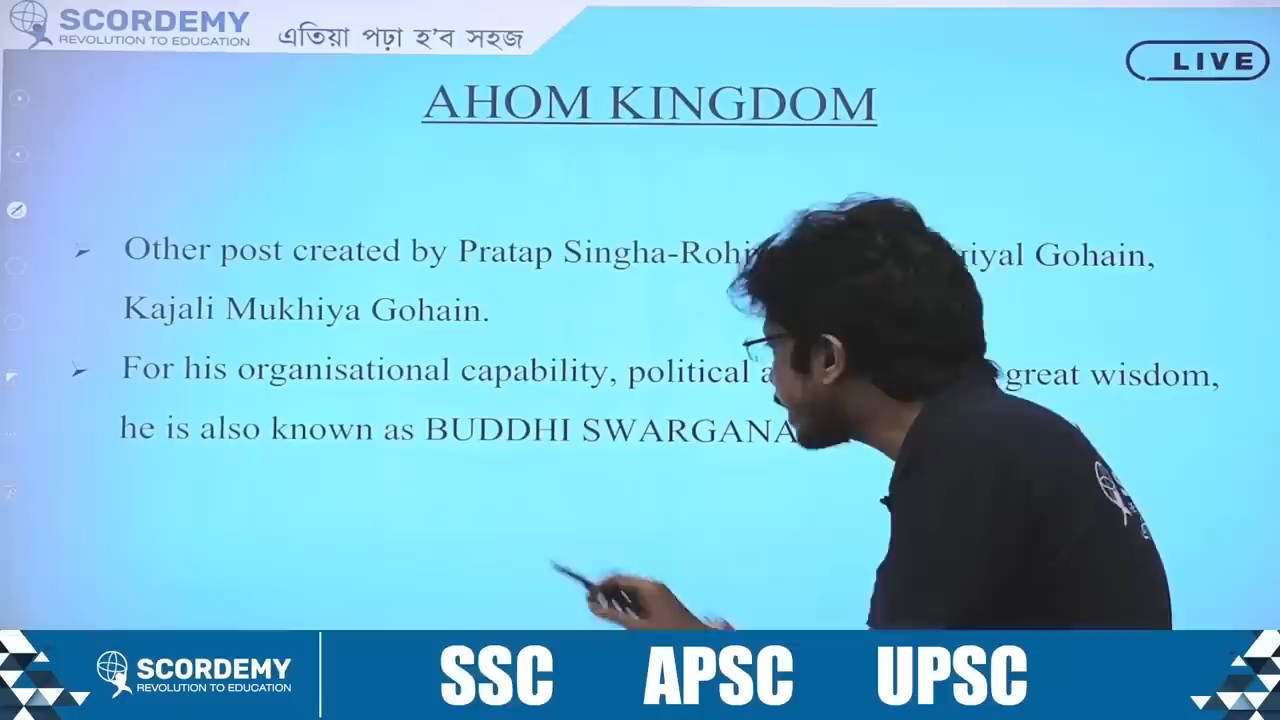 SCORDEMY
REVOLUTION TO EDUCATION
এতিয়া পঢ়া হ'ব সহজ
LIVE
AHOM KINGDOM
Other post created by Pratap Singha-Rohi Gohain,
Kajali Mukhiya Gohain.
For his organisational capability, political great wisdom,
he is also known as BUDDHI SWARGANA
SCORDEMY
REVOLUTION TO EDUCATION
SSC APSC UPSC